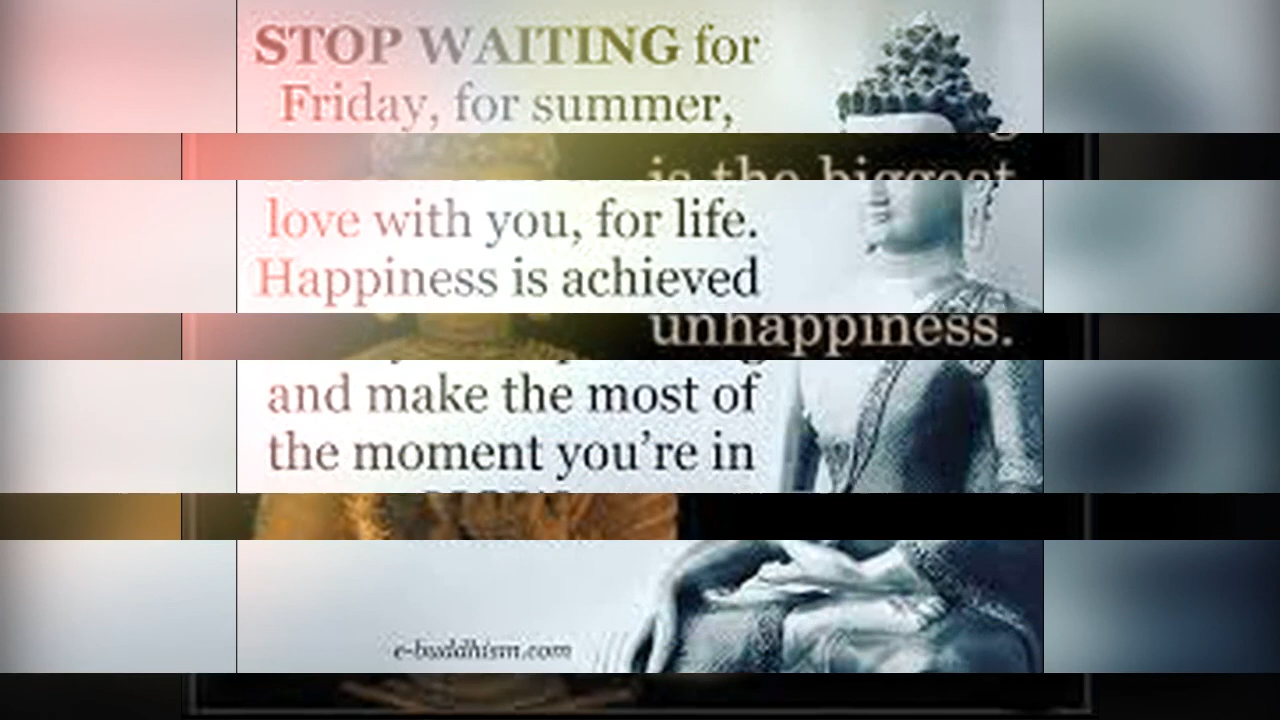 STOP WAITING for
Friday, for summer,
is the biggest
love with you, for life.
Happiness is achieved
unhappiness.
and make the most of
the moment you're in
e-buddhism.com